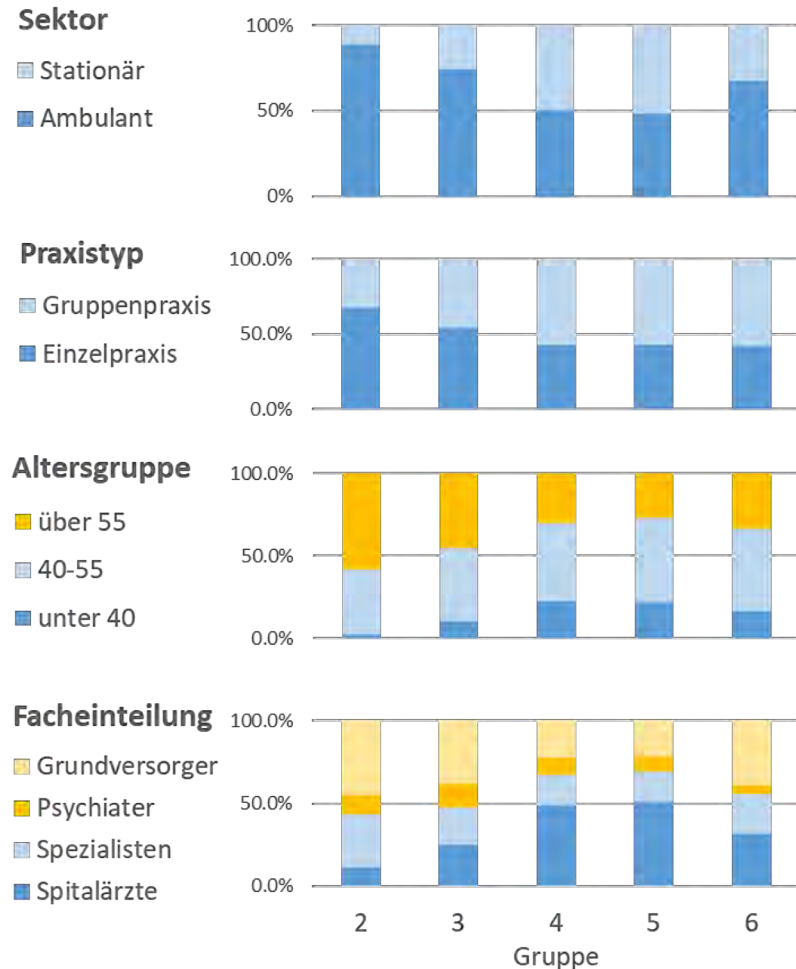 Sektor
Stationär
Ambulant
100%
50%
0%
Praxistyp
Gruppenpraxis
Einzelpraxis
100.0%
50.0%
0.0%
Altersgruppe
über 55
40-55
unter 40
100.0%
50.0%
0.0%
Facheinteilung
Grundversorger
Psychiater
Spezialisten
Spitalärzte
100.0%
50.0%
0.0%
2 3 4 5 6
Gruppe